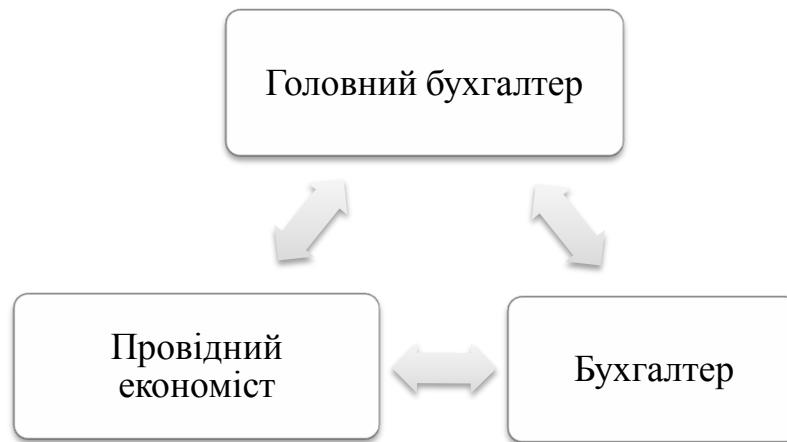 Головний бухгалтер
Провідний
економіст
Бухгалтер